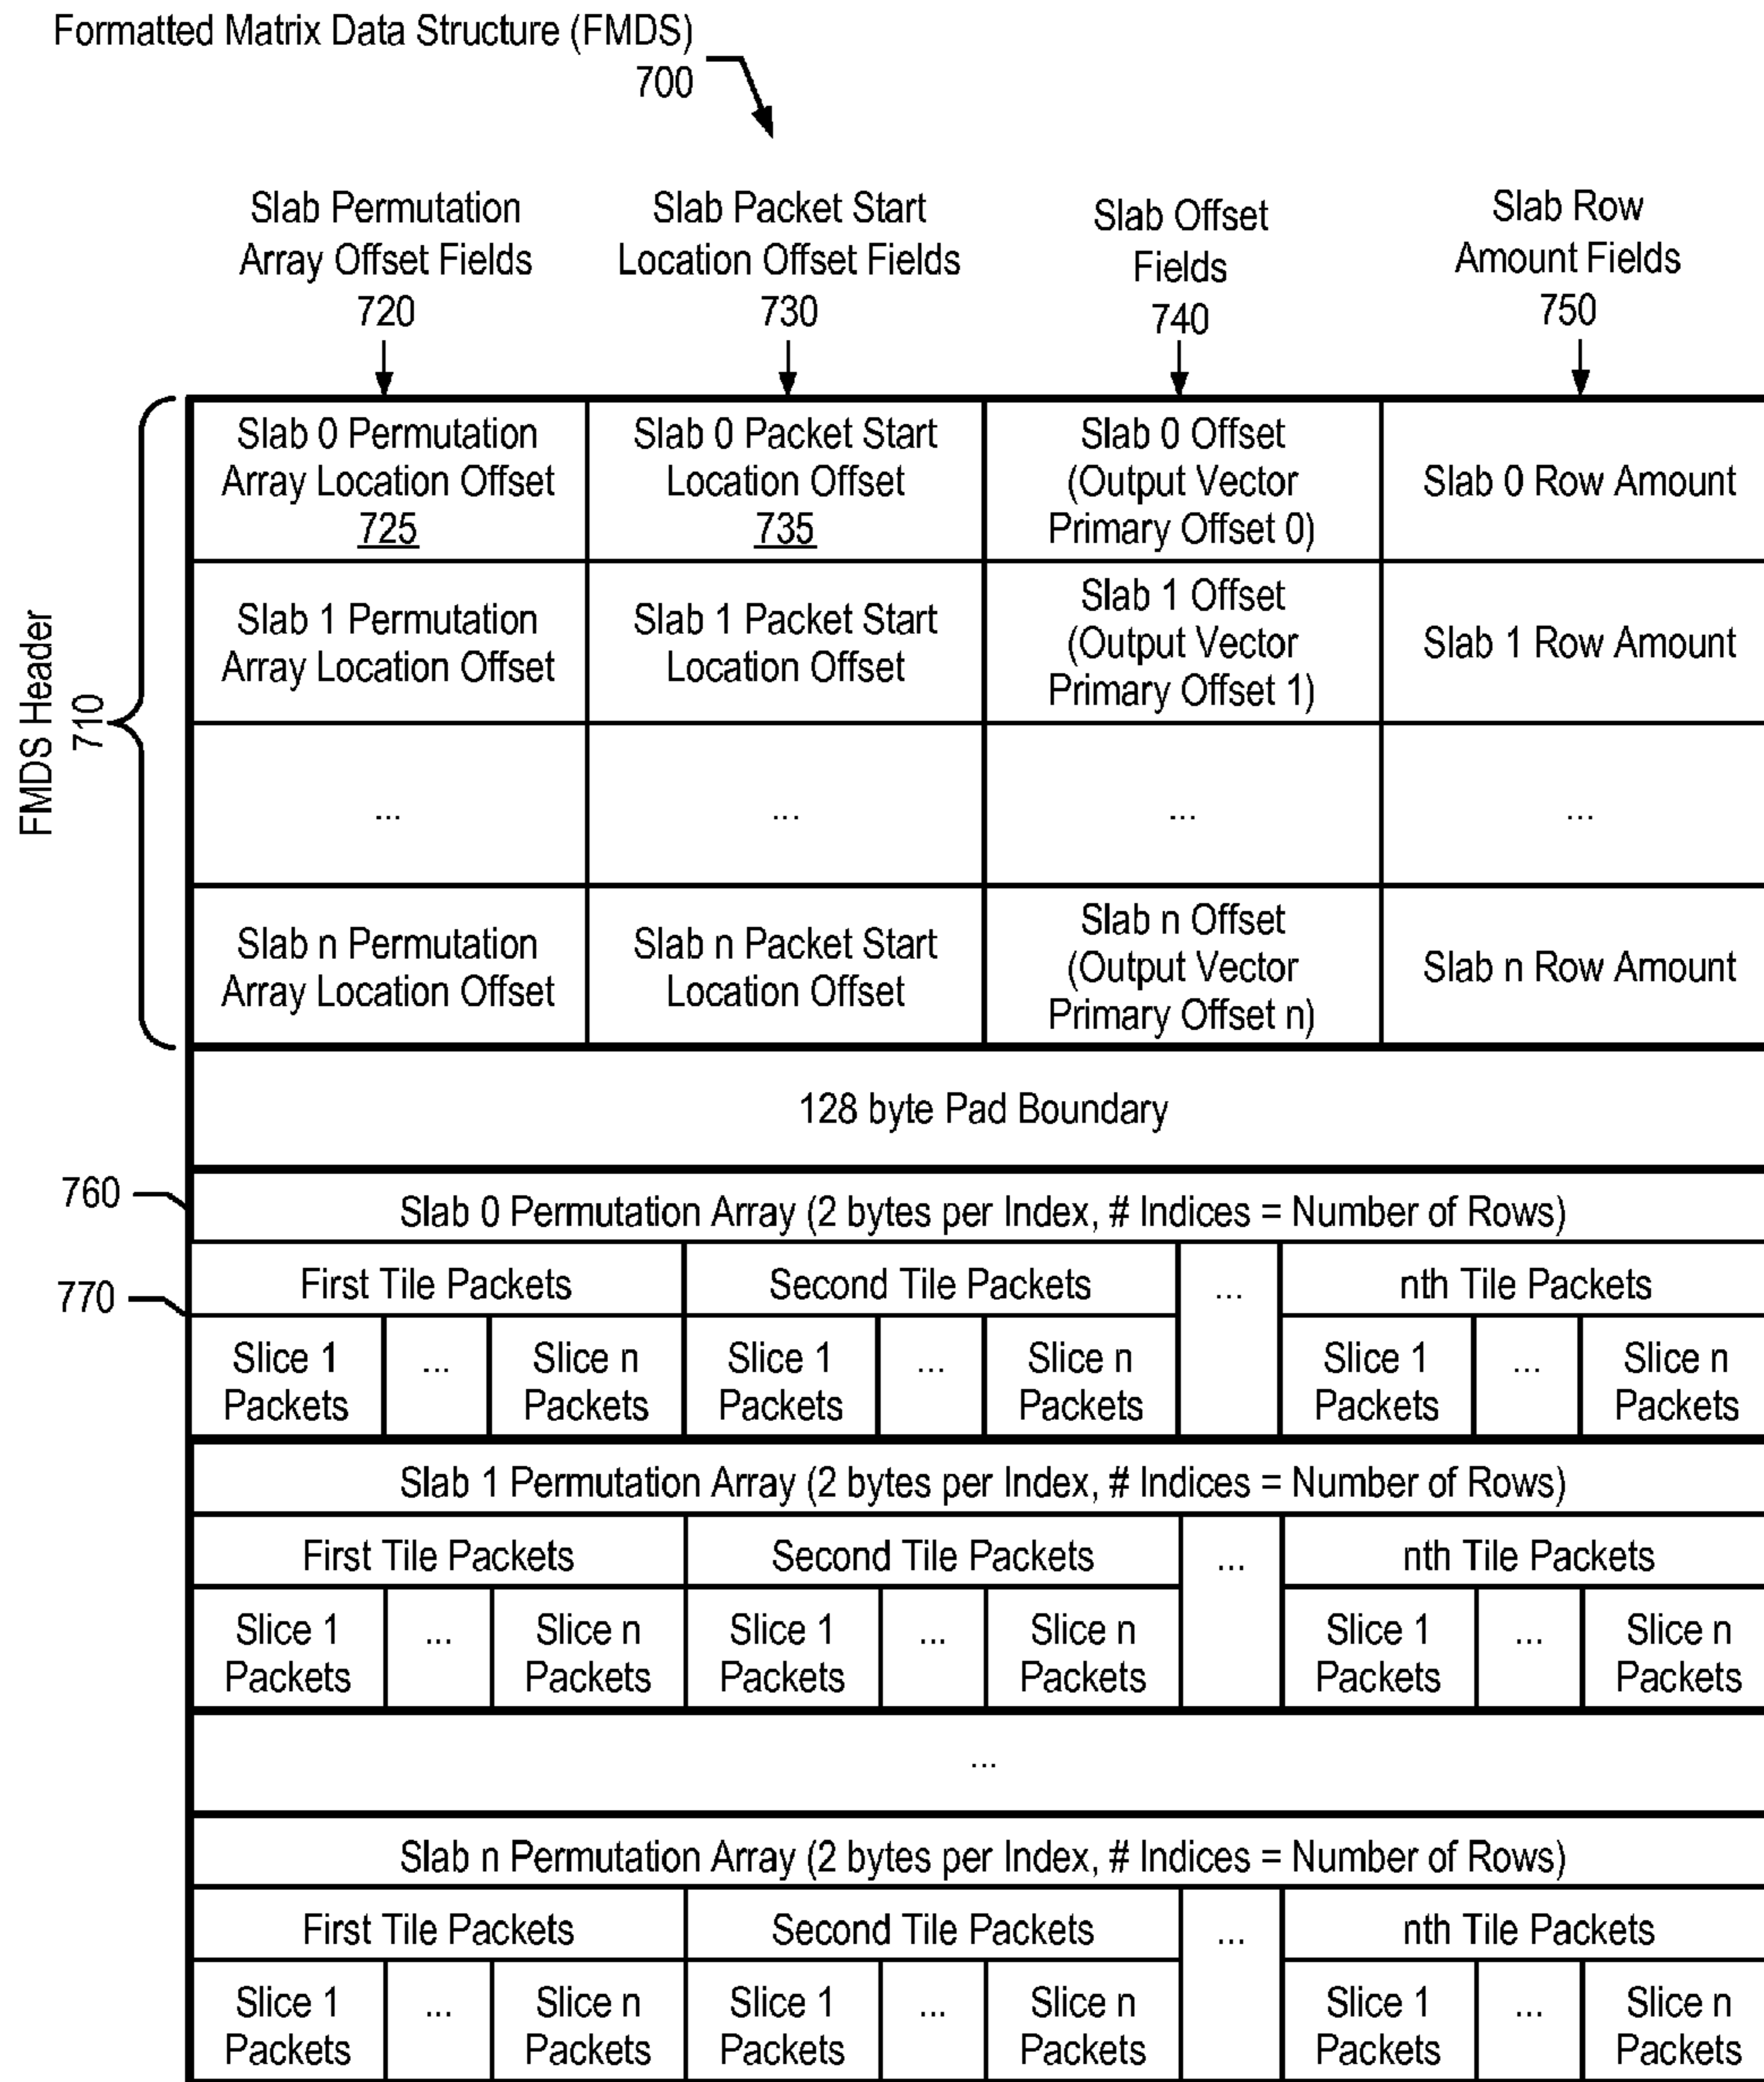 Formatted Matrix Data Structure (FMDS)
700
Slab Permutation
Array Offset Fields
720
Slab Packet Start
Location Offset Fields
730
Slab Offset
Fields
740
Slab Row
Amount Fields
750
FMDS Header
710
Slab 0 Permutation
Array Location Offset
725
Slab 0 Packet Start
Location Offset
735
Slab 0 Offset
(Output Vector
Primary Offset 0)
Slab 0 Row Amount
Slab 1 Permutation
Array Location Offset
Slab 1 Packet Start
Location Offset
Slab 1 Offset
(Output Vector
Primary Offset 1)
Slab 1 Row Amount
...
...
...
...
Slab n Permutation
Array Location Offset
Slab n Packet Start
Location Offset
Slab n Offset
(Output Vector
Primary Offset n)
Slab n Row Amount
128 byte Pad Boundary
760
Slab 0 Permutation Array (2 bytes per Index, # Indices = Number of Rows)
770
First Tile Packets
Second Tile Packets
...
nth Tile Packets
Slice 1
Packets
...
Slice n
Packets
Slice 1
Packets
...
Slice n
Packets
Slice 1
Packets
...
Slice n
Packets
Slab 1 Permutation Array (2 bytes per Index, # Indices = Number of Rows)
First Tile Packets
Second Tile Packets
...
nth Tile Packets
Slice 1
Packets
...
Slice n
Packets
Slice 1
Packets
...
Slice n
Packets
Slice 1
Packets
...
Slice n
Packets
...
Slab n Permutation Array (2 bytes per Index, # Indices = Number of Rows)
First Tile Packets
Second Tile Packets
...
nth Tile Packets
Slice 1
Packets
...
Slice n
Packets
Slice 1
Packets
...
Slice n
Packets
Slice 1
Packets
...
Slice n
Packets